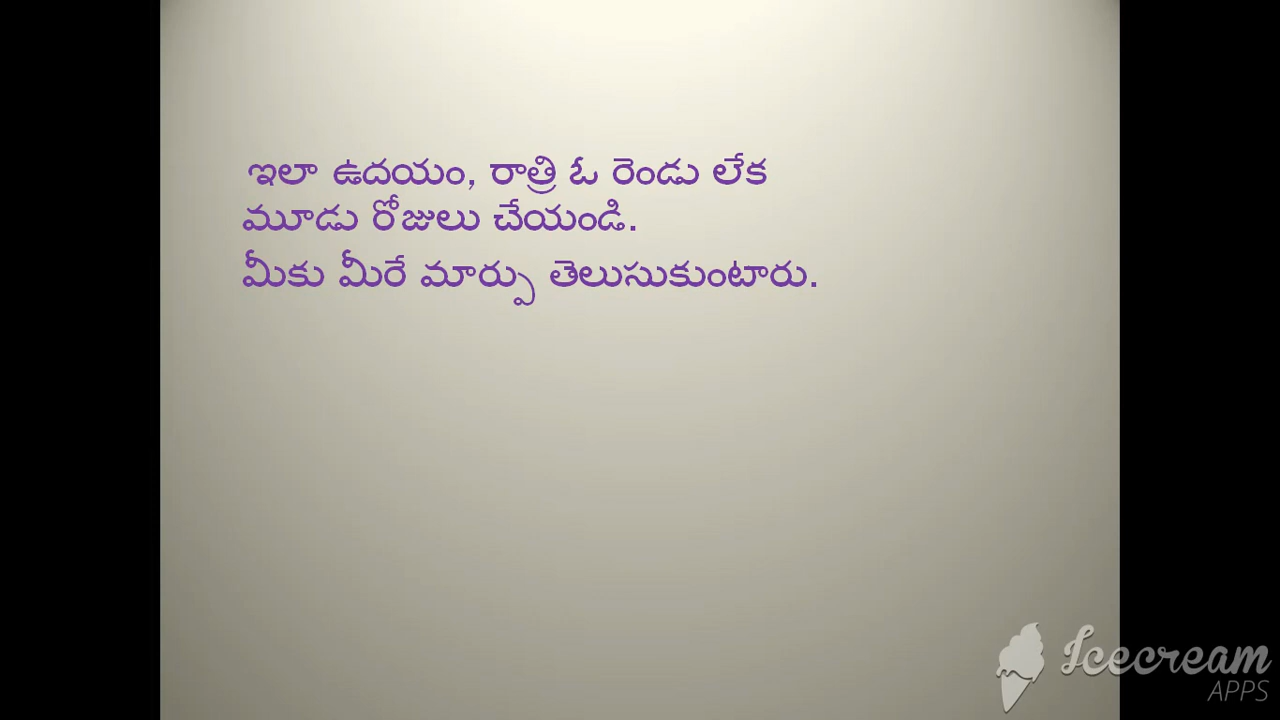 ఇలా ఉదయం, రాత్రి ఓ రెండు లేక
మూడు రోజులు చేయండి.
మీకు మీరే మార్పు తెలుసుకుంటారు.
Icecream
APPS